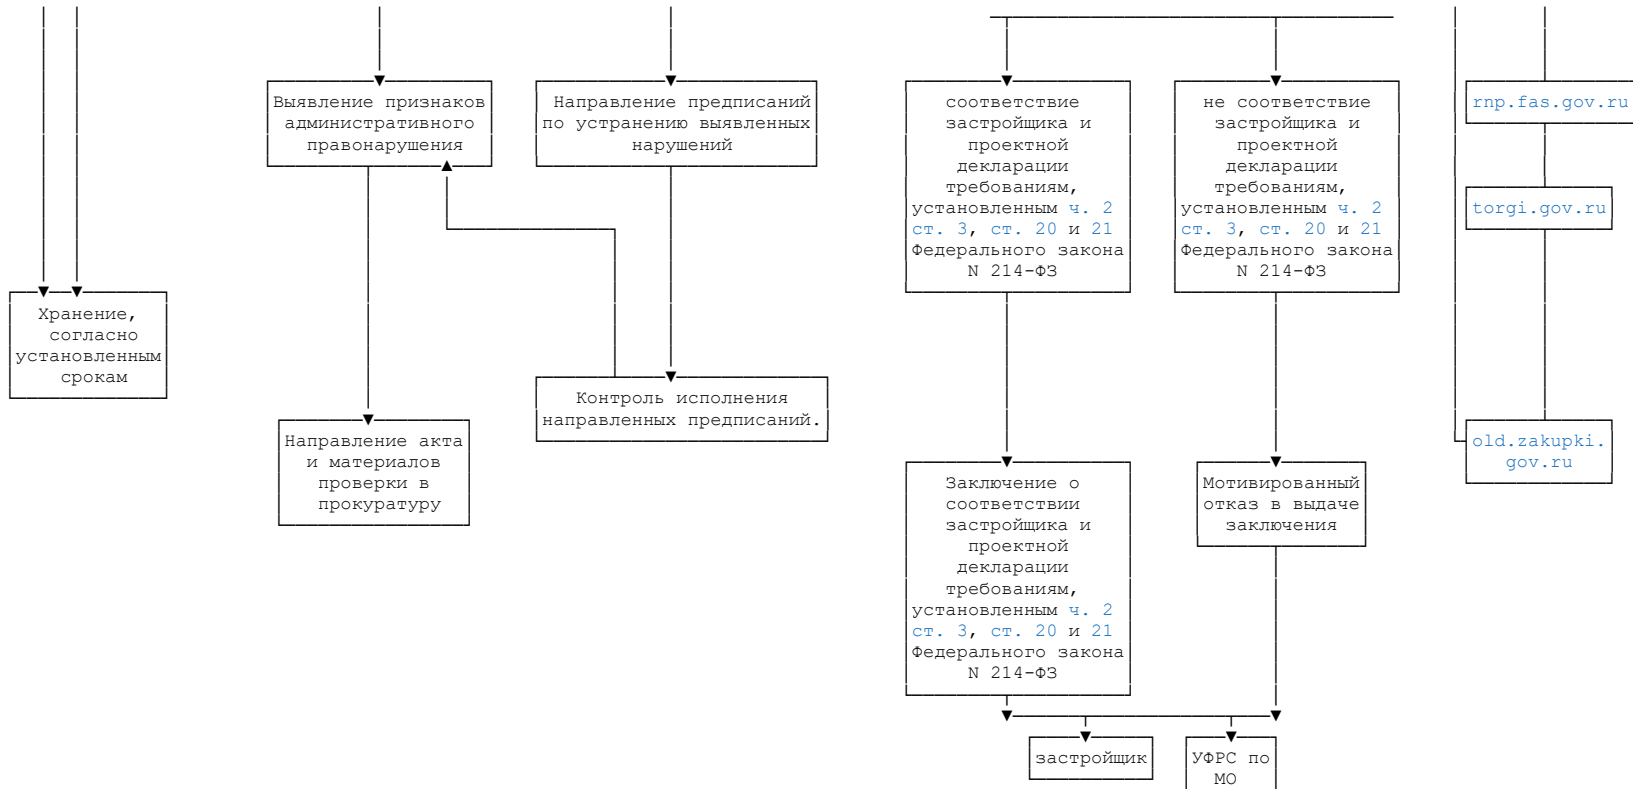 Выявление признаков
административного
правонарушения
Направление предписаний
по устранению выявленных
нарушений
соответствие
застройщика и
проектной
декларации
требованиям,
установленным ч. 2
ст. 3, ст. 20 и 21
Федерального закона
N 214-ФЗ
не соответствие
застройщика и
проектной
декларации
требованиям,
установленным ч. 2
ст. 3, ст. 20 и 21
Федерального закона
N 214-ФЗ
rnp.fas.gov.ru
torgi.gov.ru
Хранение,
согласно
установленным
срокам
Контроль исполнения
направленных предписаний.
Направление акта
и материалов
проверки в
прокуратуру
old.zakupki.
gov.ru
Заключение о
соответствии
застройщика и
проектной
декларации
требованиям,
установленным ч. 2
ст. 3, ст. 20 и 21
Федерального закона
N 214-ФЗ
Мотивированный
отказ в выдаче
заключения
застройщик
УФРС по
МО